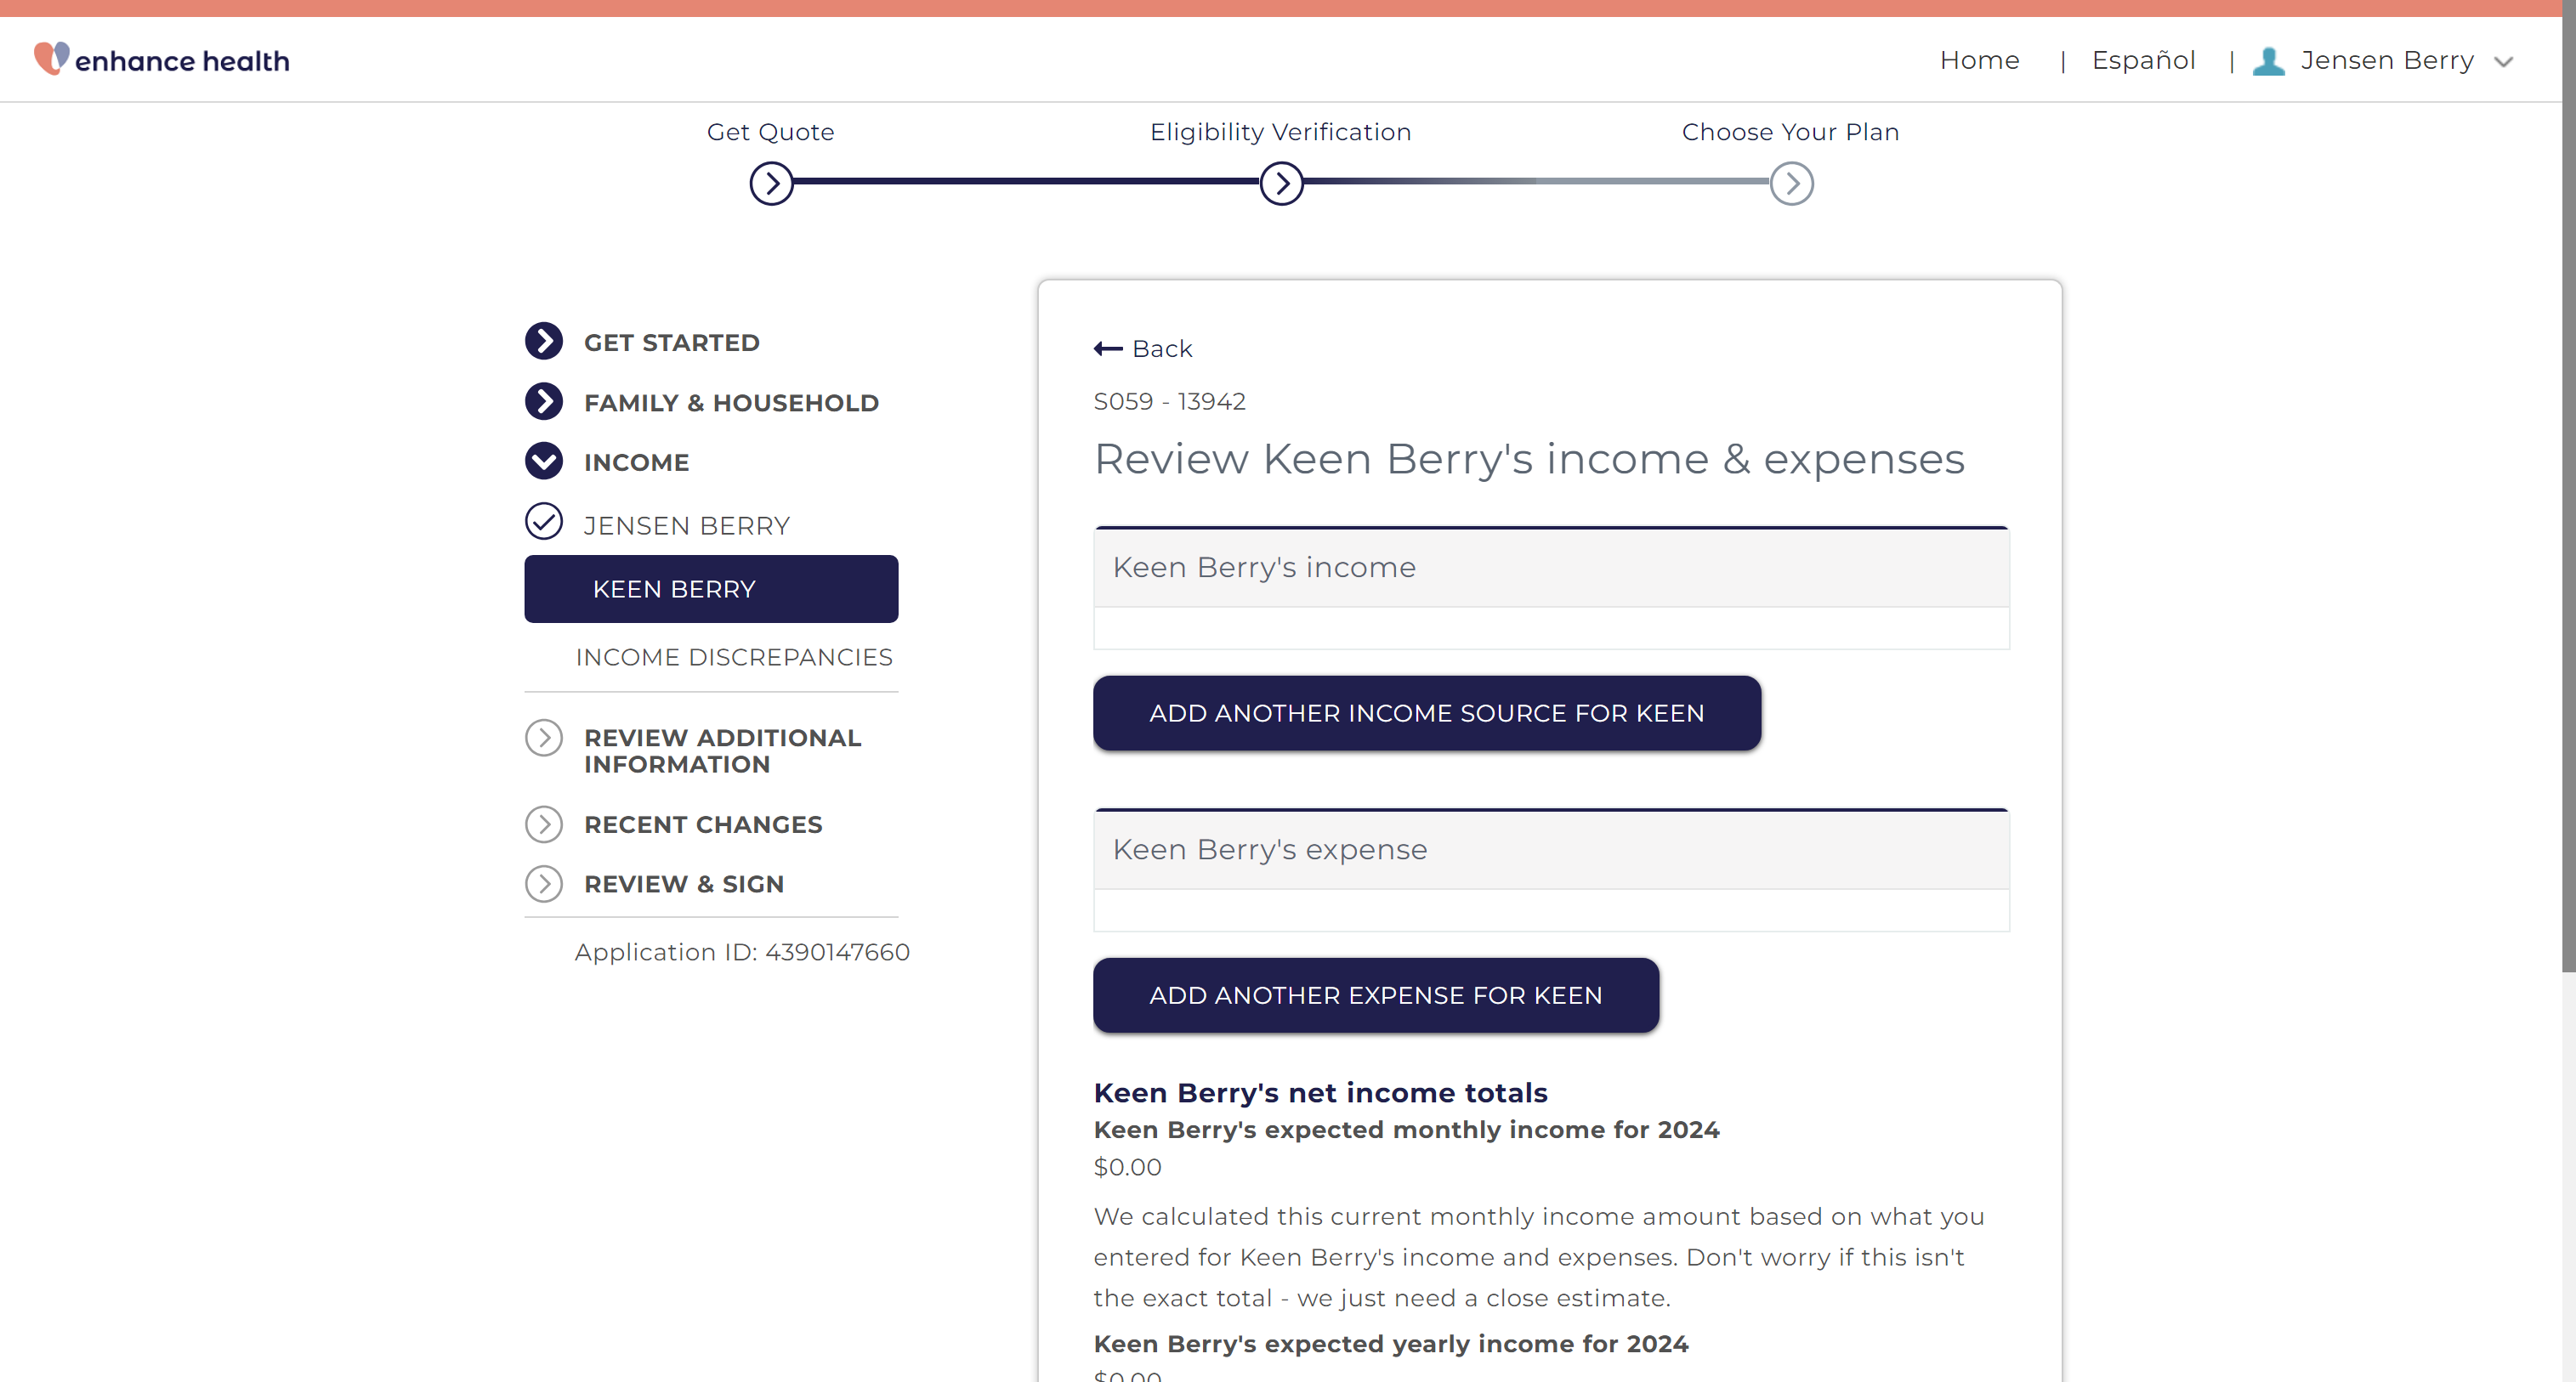 enhance health
Home | Español | Jensen Berry
Get Quote
Eligibility Verification
Choose Your Plan
GET STARTED
FAMILY & HOUSEHOLD
INCOME
JENSEN BERRY
KEEN BERRY
INCOME DISCREPANCIES
REVIEW ADDITIONAL
INFORMATION
RECENT CHANGES
REVIEW & SIGN
Application ID: 4390147660
Back
S059 - 13942
Review Keen Berry's income & expenses
Keen Berry's income
ADD ANOTHER INCOME SOURCE FOR KEEN
Keen Berry's expense
ADD ANOTHER EXPENSE FOR KEEN
Keen Berry's net income totals
Keen Berry's expected monthly income for 2024
$0.00
We calculated this current monthly income amount based on what you
entered for Keen Berry's income and expenses. Don't worry if this isn't
the exact total - we just need a close estimate.
Keen Berry's expected yearly income for 2024
$0.00